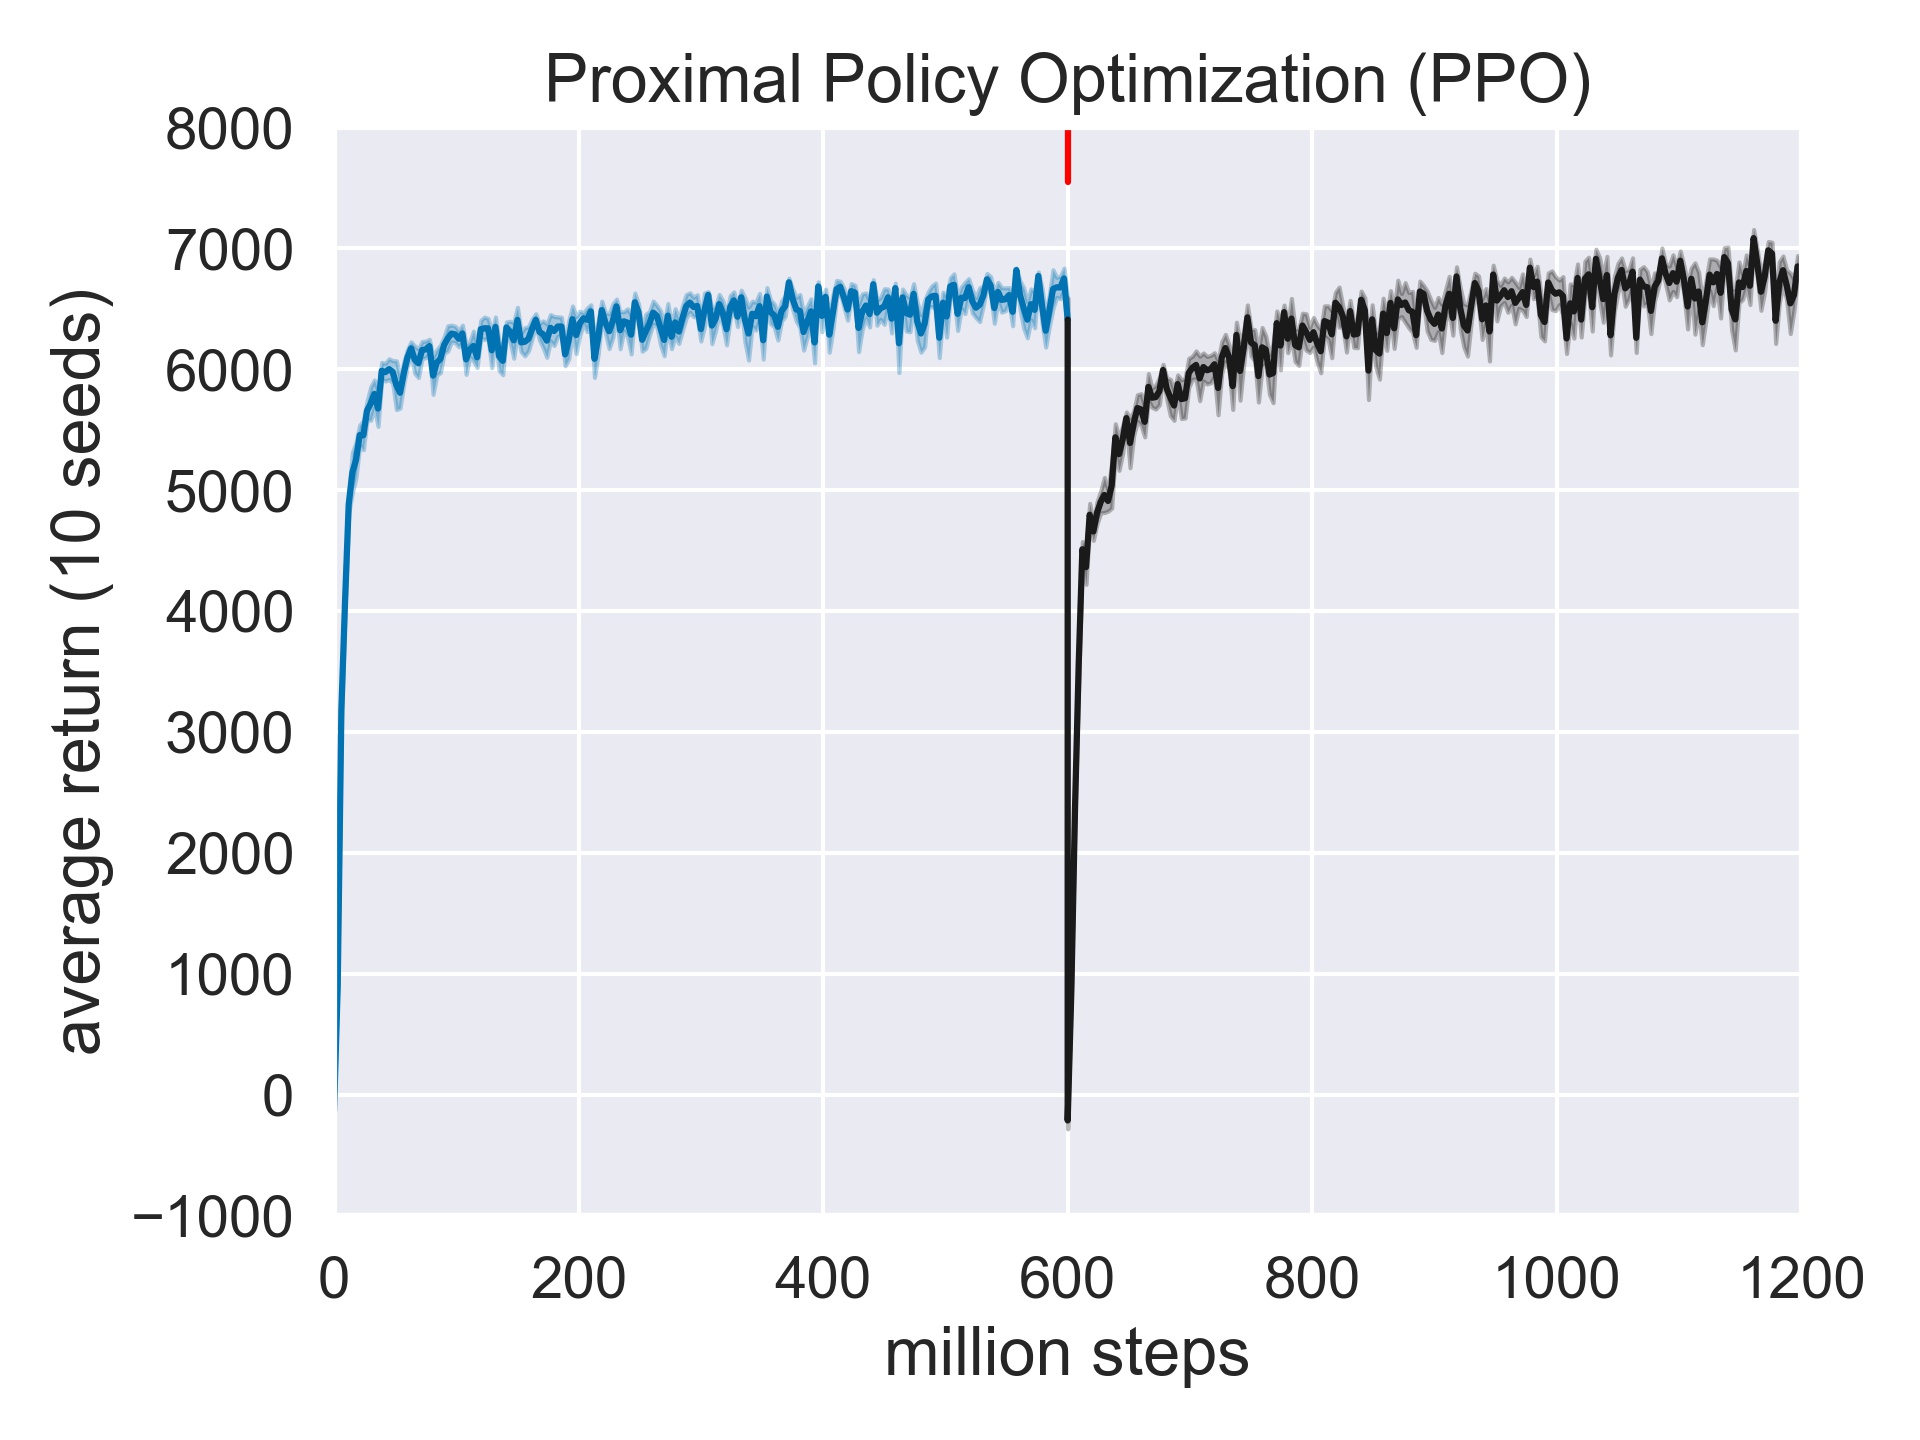 Proximal Policy Optimization (PPO)
8000
7000
6000
5000
4000
3000
2000
1000
0
−1000
average return (10 seeds)
0 200 400 600 800 1000 1200
million steps